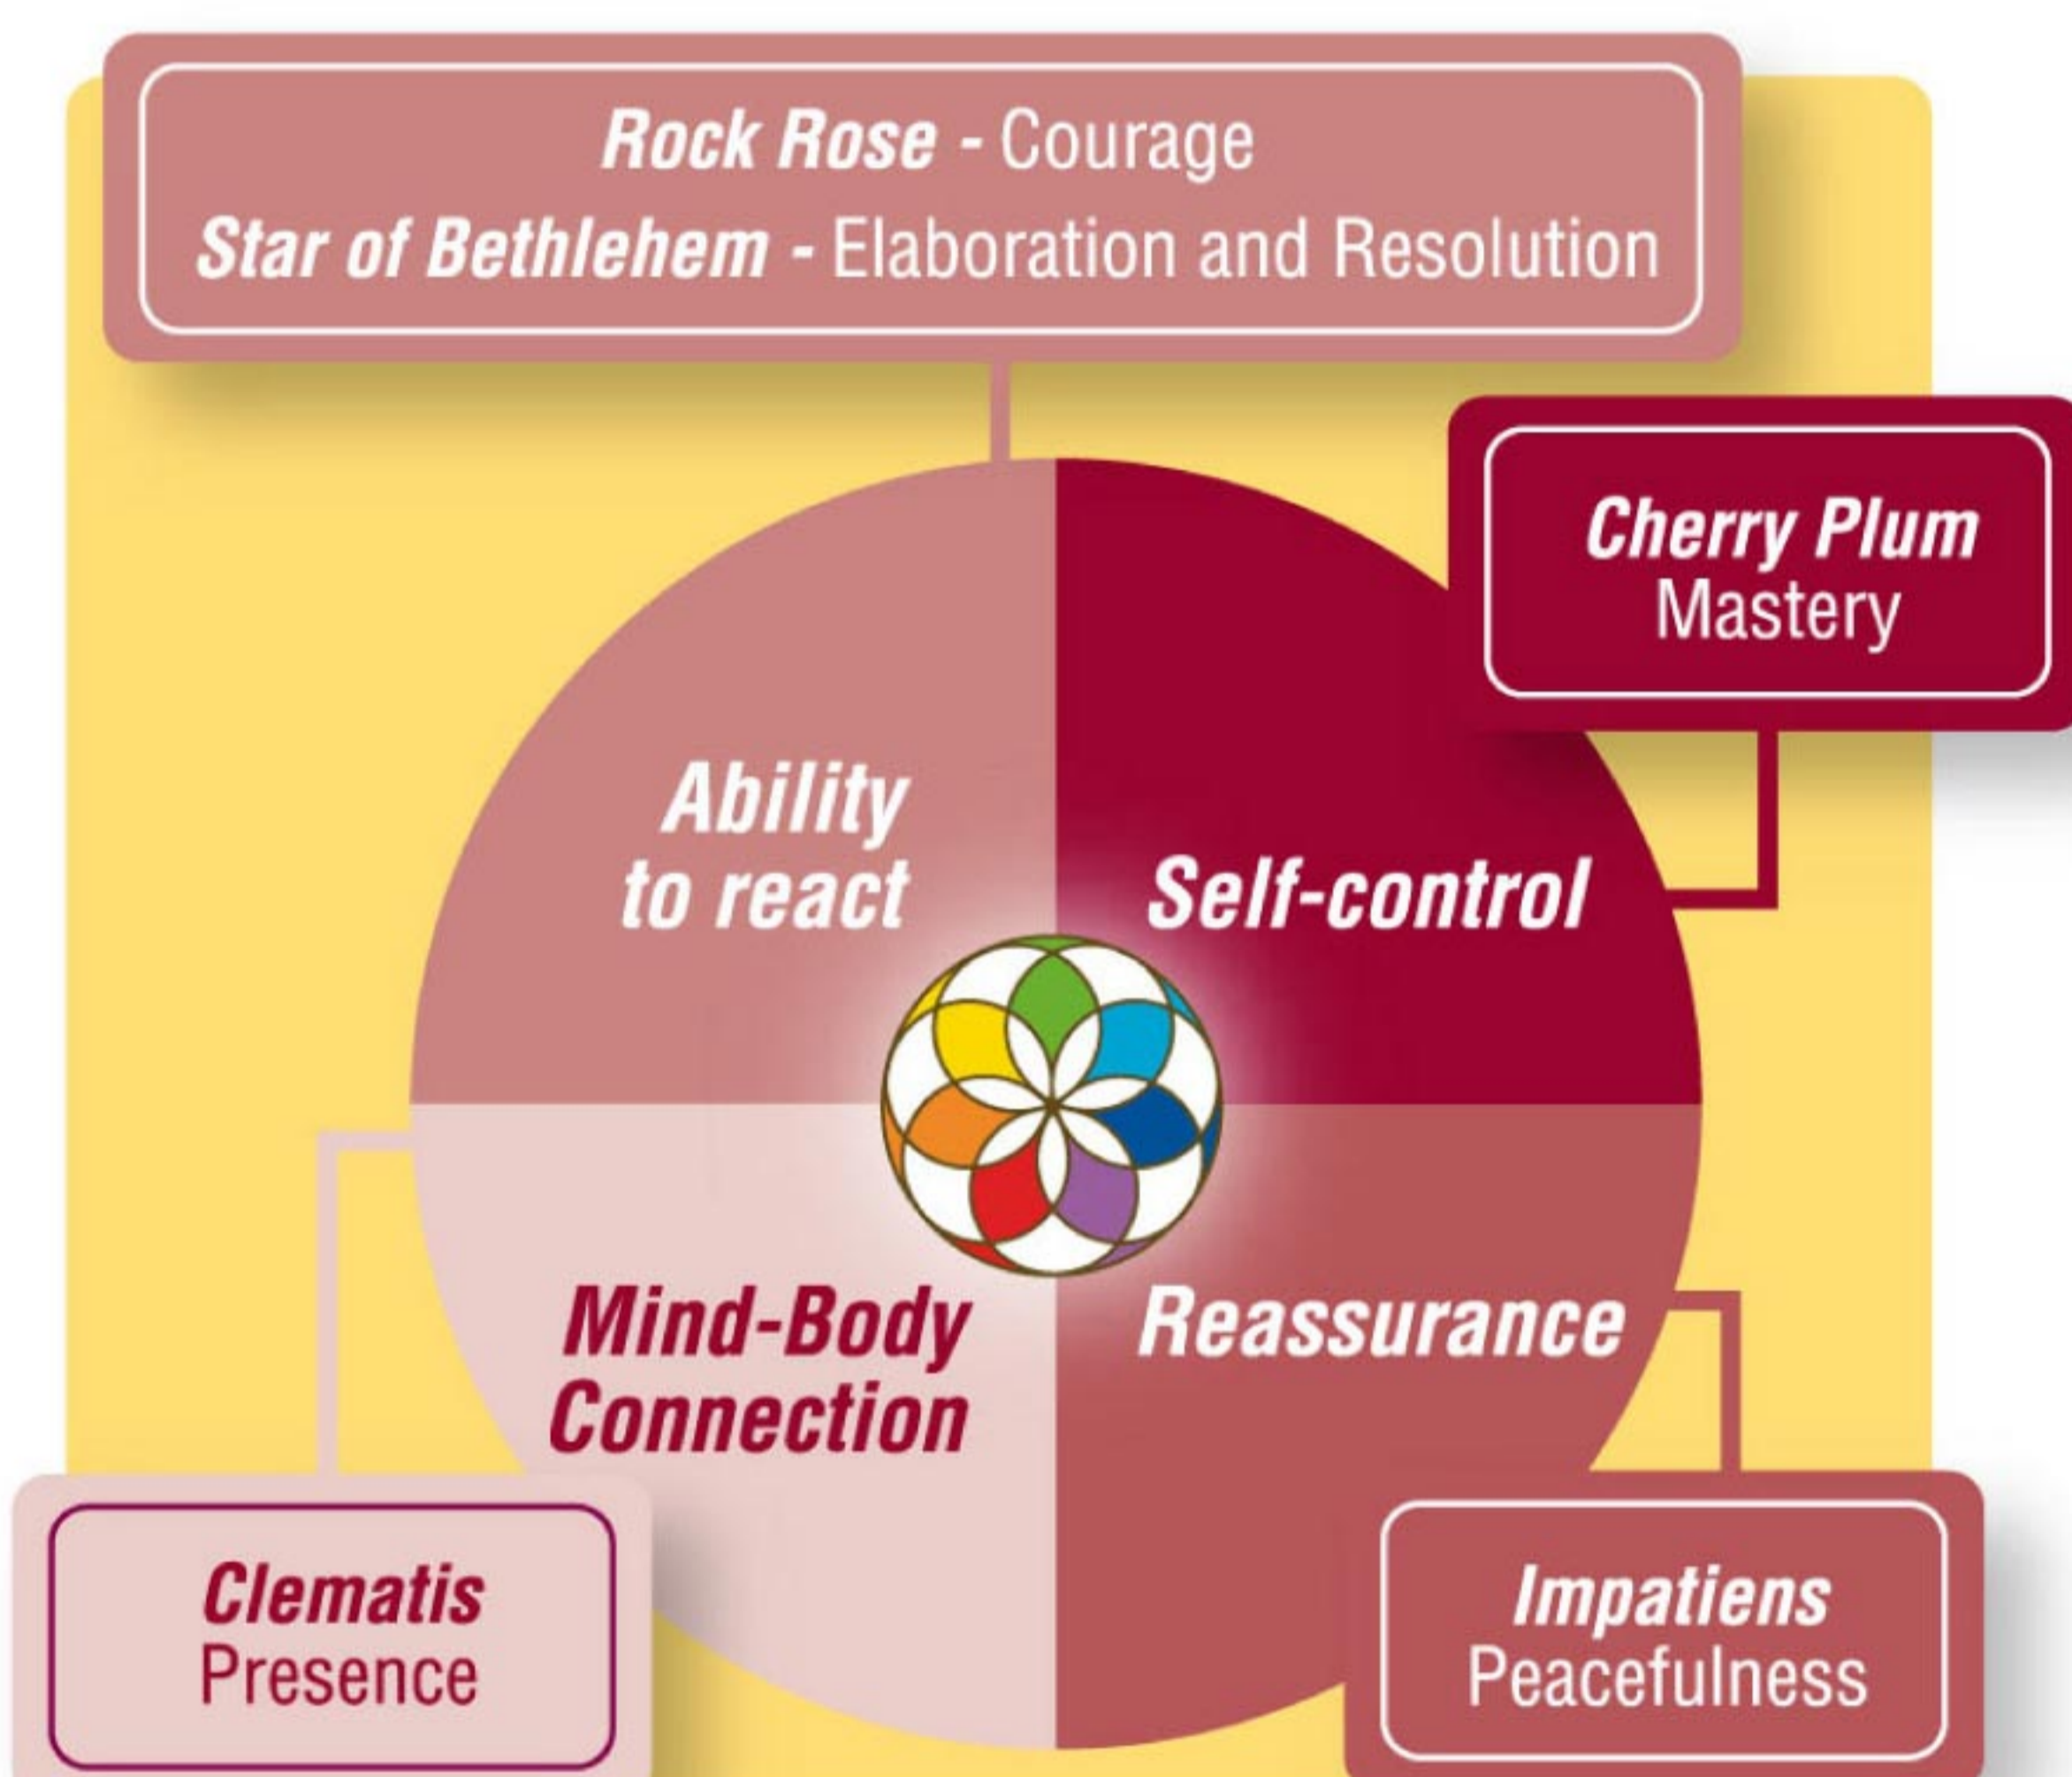 Rock Rose - Courage
Star of Bethlehem - Elaboration and Resolution
Cherry Plum
Mastery
Ability
to react
Self-control
Mind-Body
Connection
Reassurance
Clematis
Presence
Impatiens
Peacefulness